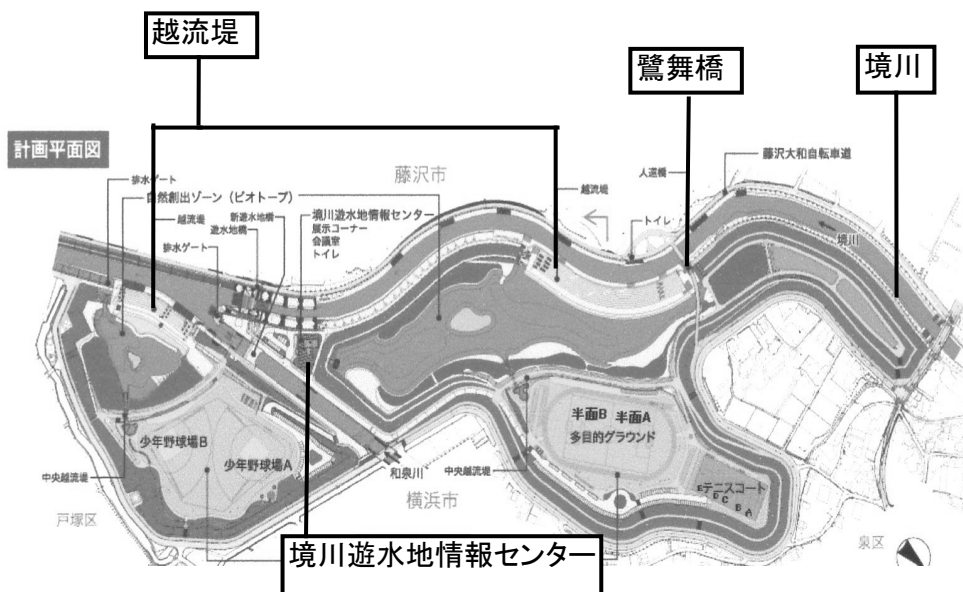 越流堤
鷺舞橋
境川
計画平面図
藤沢市
人道橋
藤沢大和自転車道
排水ゲート
自然創出ゾーン（ビオトープ）
越流堤
新遊水地橋
遊水地橋
排水ゲート
境川遊水地情報センター
展示コーナー
会議室
トイレ
越流堤
トイレ
境川
少年野球場B
少年野球場A
中央越流堤
戸塚区
和泉川
横浜市
中央越流堤
半面B 半面A
多目的グラウンド
テニスコート
E D C B A
泉区
境川遊水地情報センター